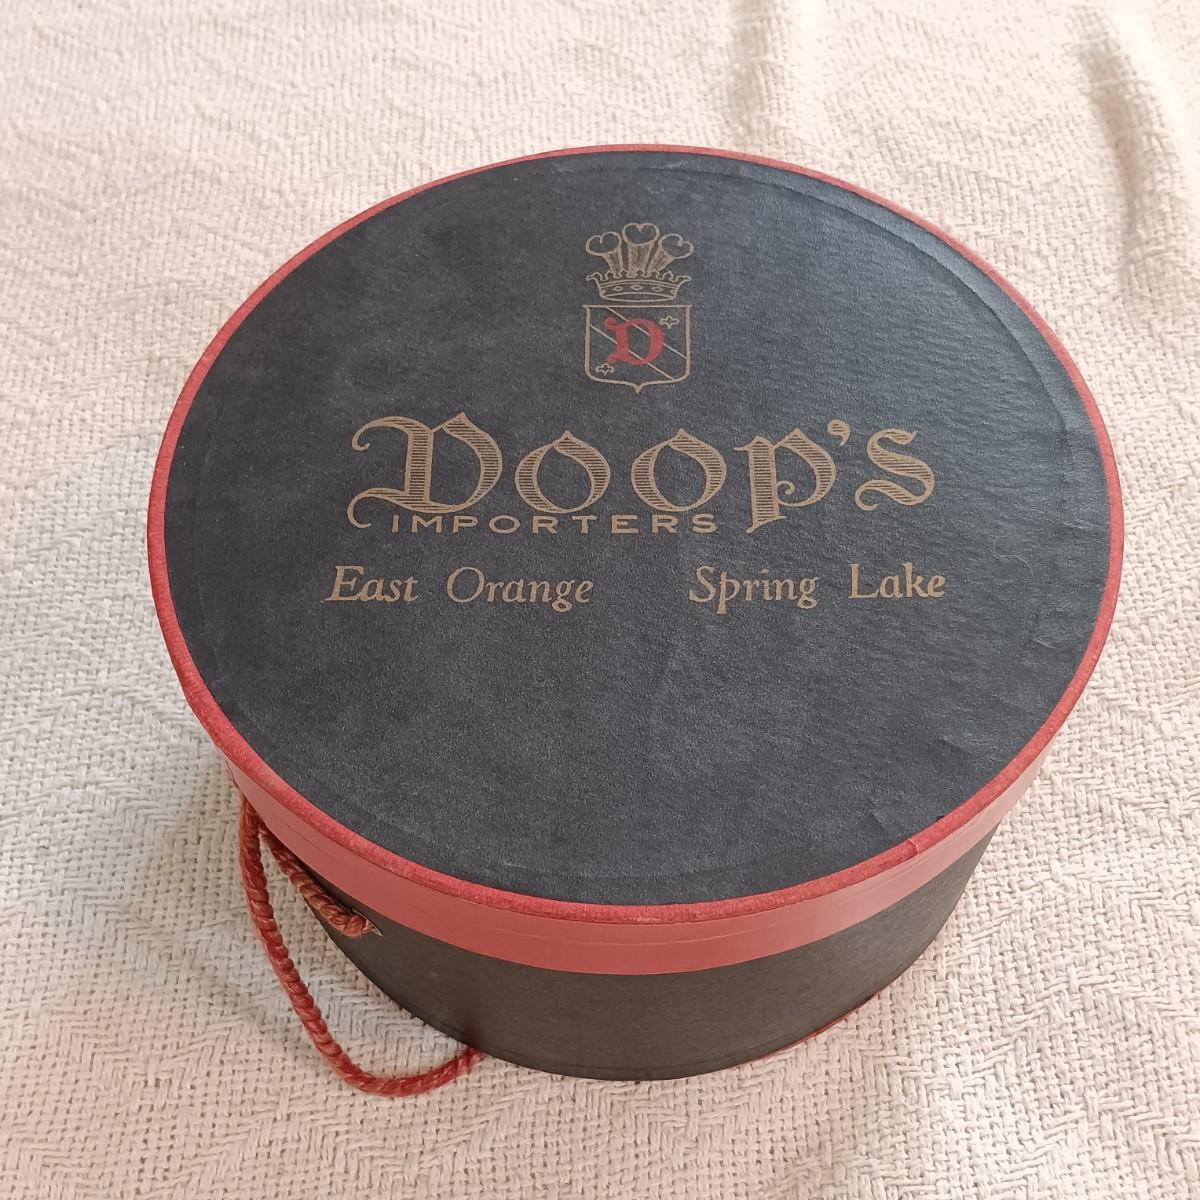 D
Doop's
IMPORTERS
East Orange Spring Lake